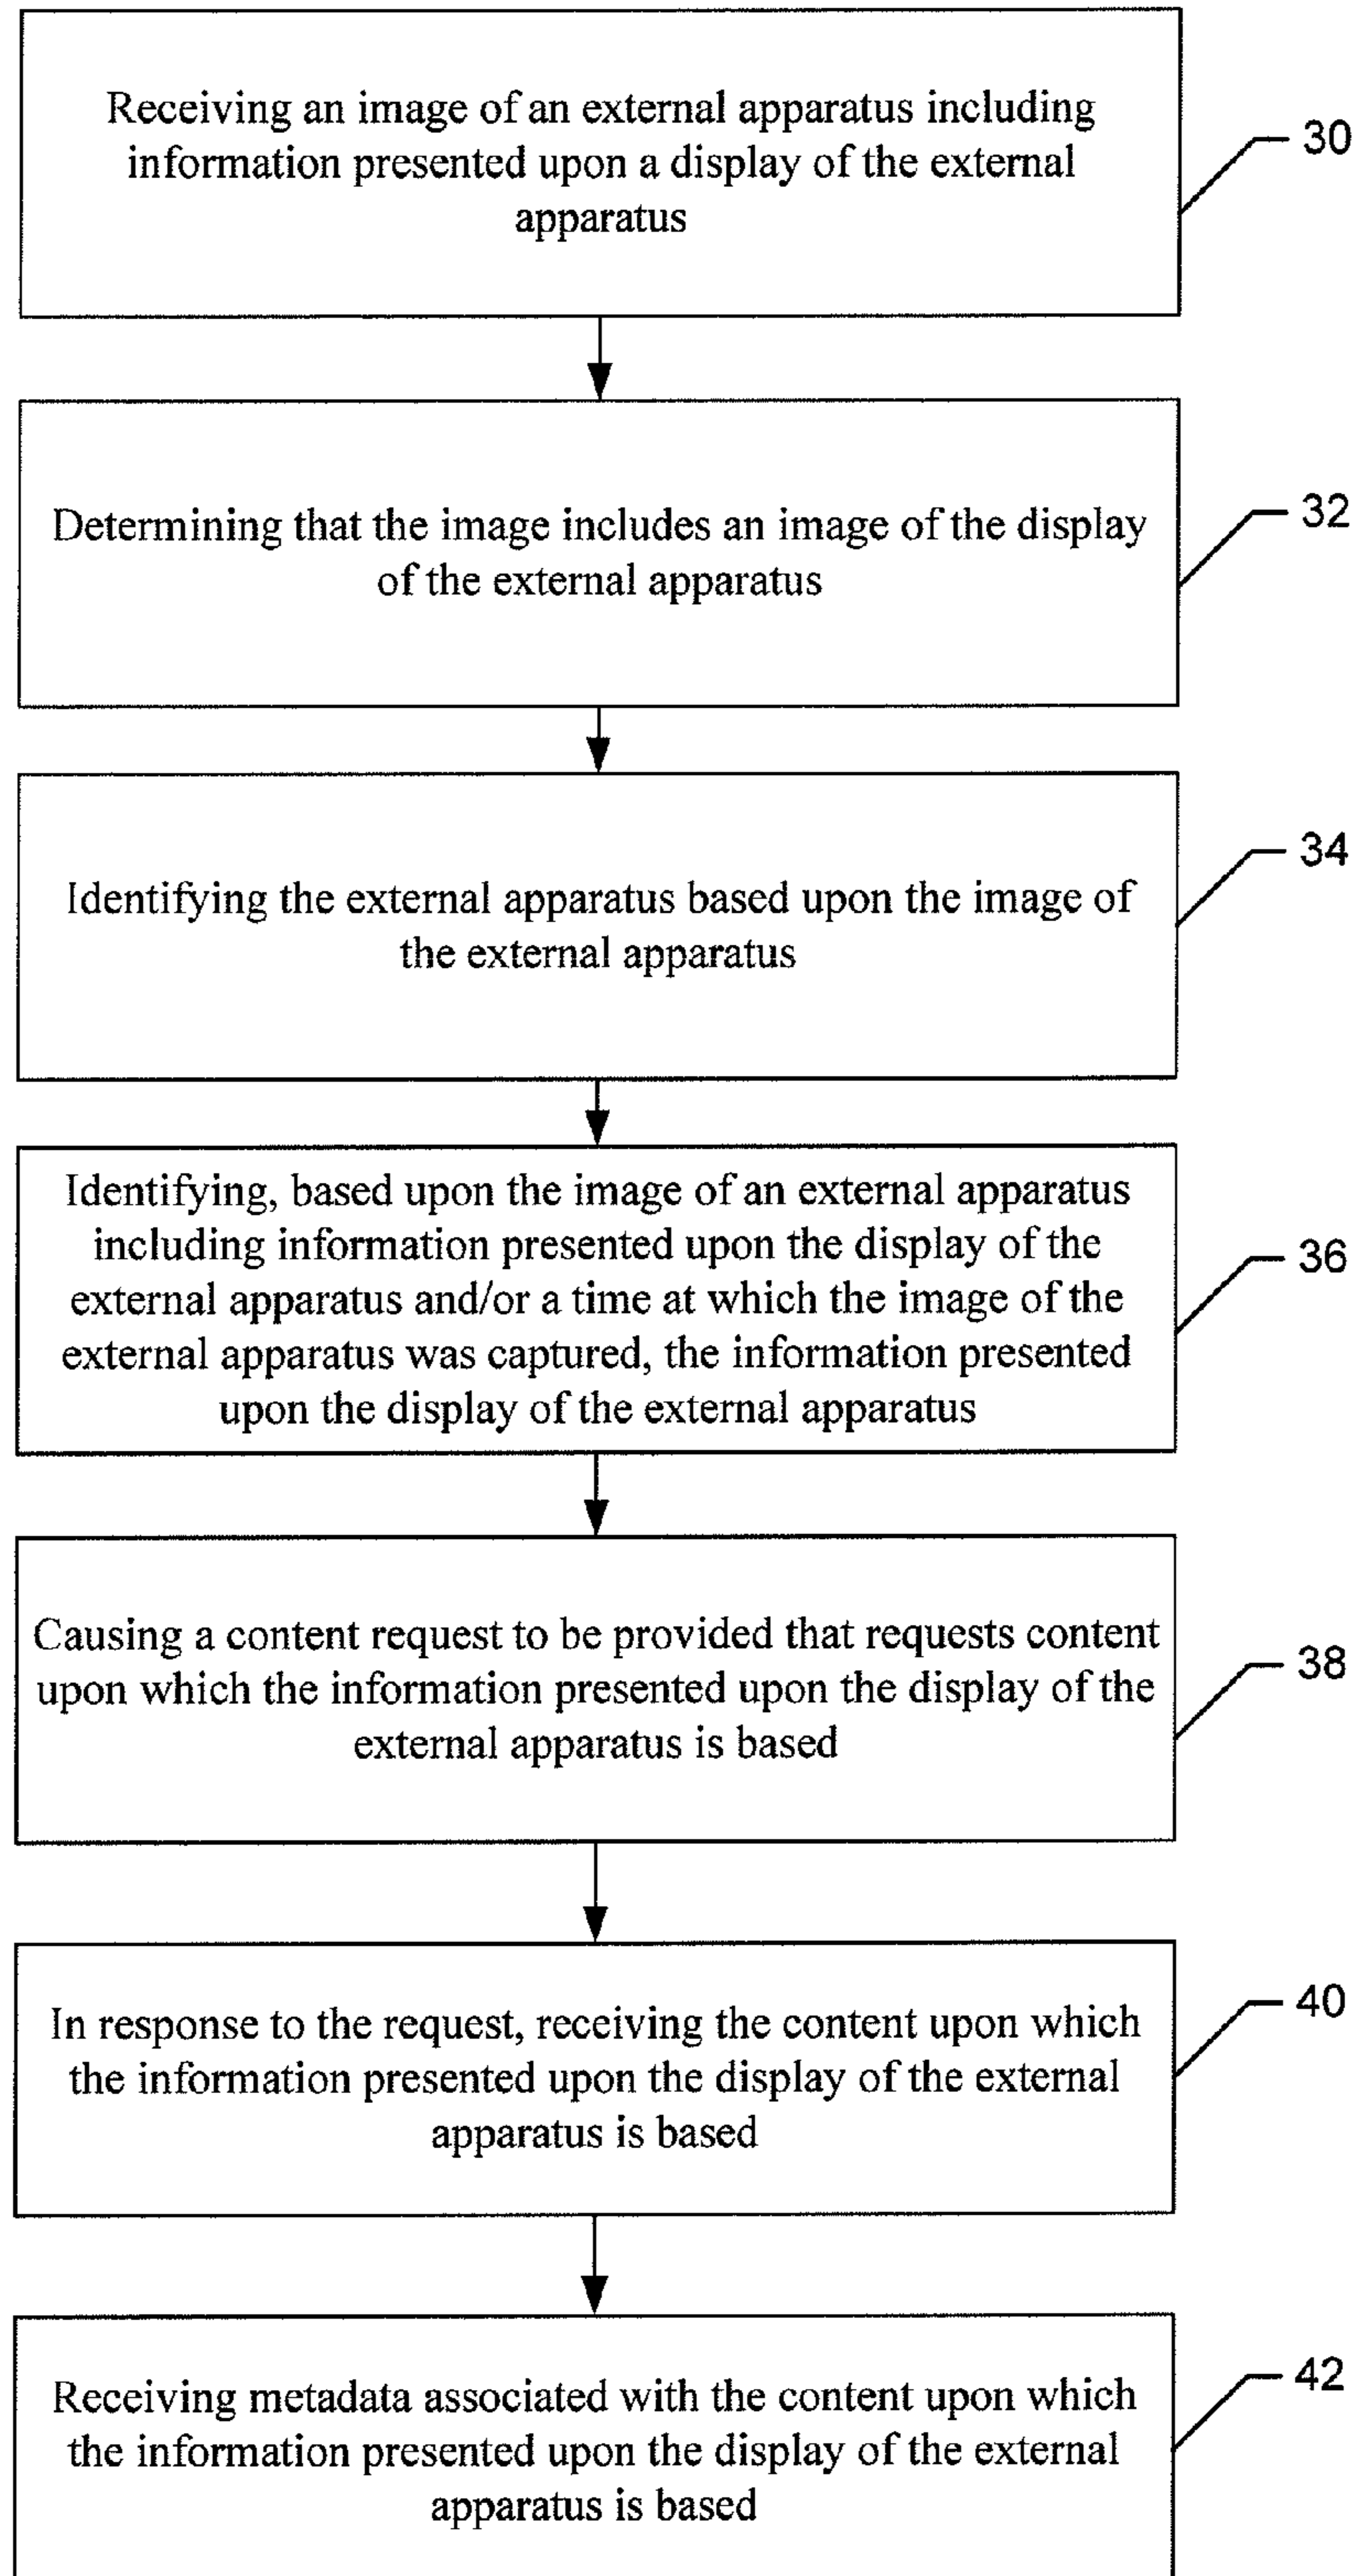 Receiving an image of an external apparatus including
information presented upon a display of the external
apparatus
30
Determining that the image includes an image of the display
of the external apparatus
32
Identifying the external apparatus based upon the image of
the external apparatus
34
Identifying, based upon the image of an external apparatus
including information presented upon the display of the
external apparatus and/or a time at which the image of the
external apparatus was captured, the information presented
upon the display of the external apparatus
36
Causing a content request to be provided that requests content
upon which the information presented upon the display of the
external apparatus is based
38
In response to the request, receiving the content upon which
the information presented upon the display of the external
apparatus is based
40
Receiving metadata associated with the content upon which
the information presented upon the display of the external
apparatus is based
42